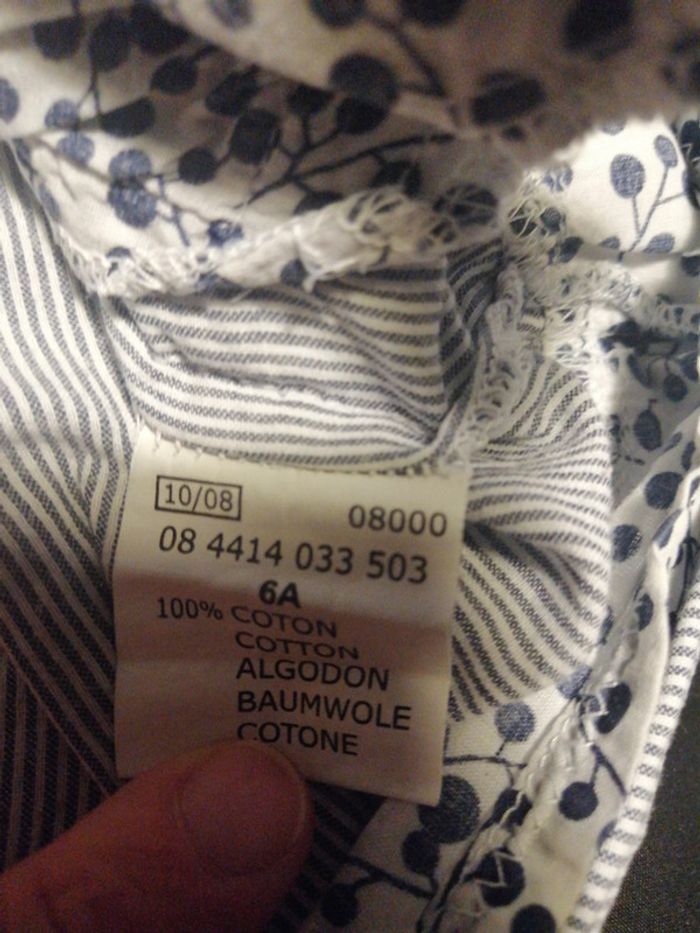 10/08 08000
08 4414 033 503
6A
100% COTON
COTTON
ALGODON
BAUMWOLE
COTONE